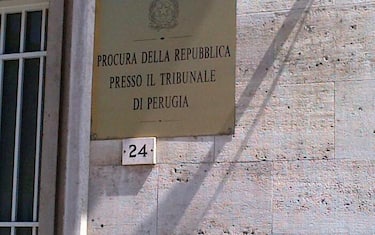 PROCURA DELLA REPUBBLICA
PRESSO IL TRIBUNALE
DI PERUGIA
·24·